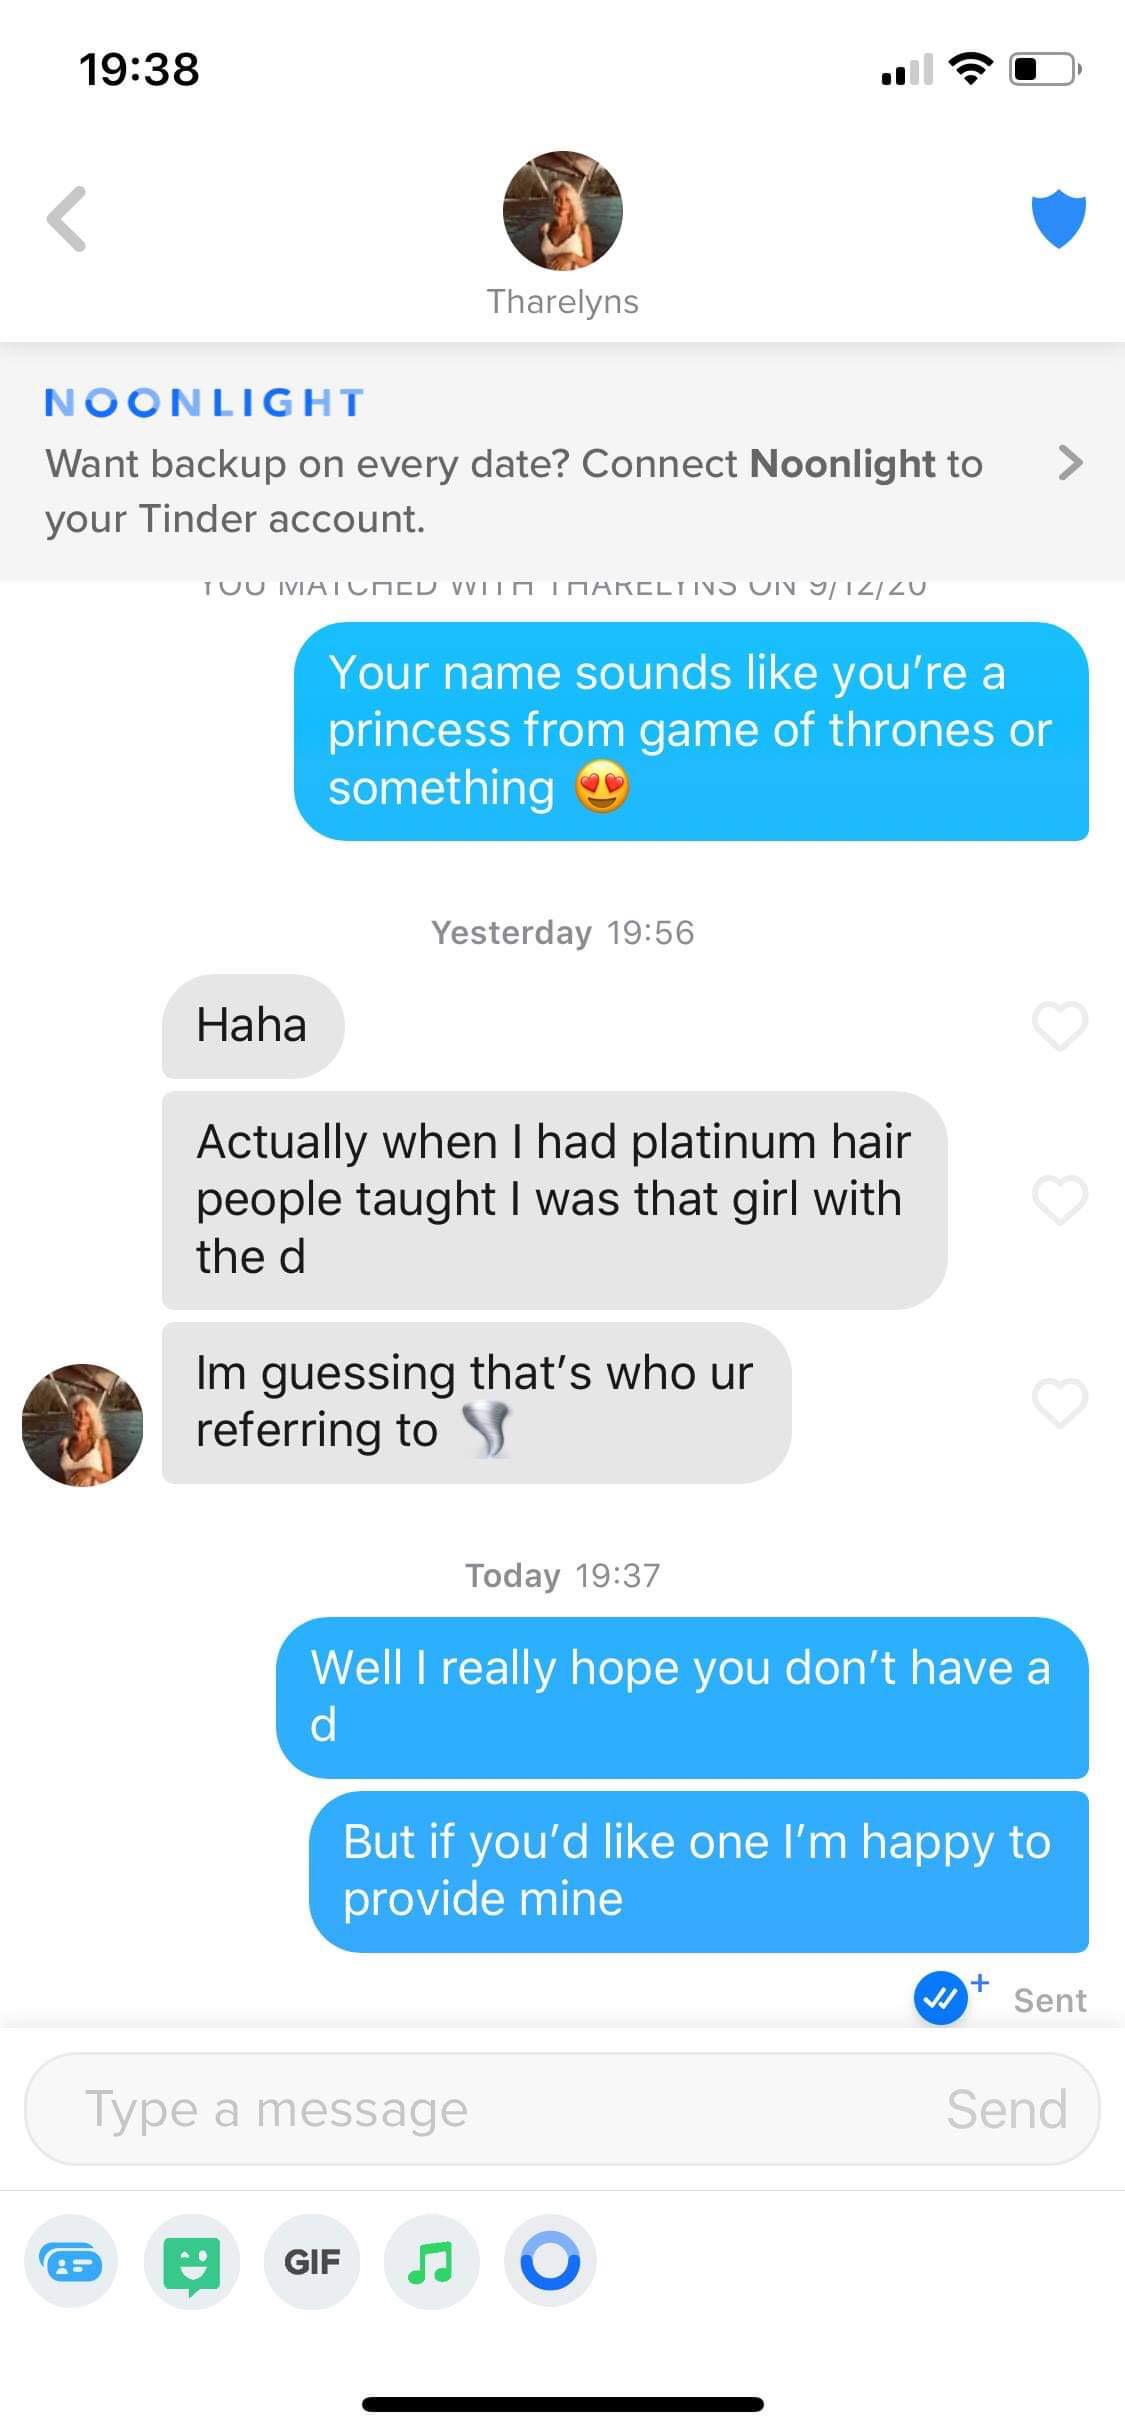 19:38
Tharelyns
NOONLIGHT
Want backup on every date? Connect Noonlight to
your Tinder account.
YOU MATCHED WITH THARELYNS ON 9/12/20
Your name sounds like you’re a
princess from game of thrones or
something 😍
Yesterday 19:56
Haha
Actually when I had platinum hair
people taught I was that girl with
the d
Im guessing that’s who ur
referring to 🌪
Today 19:37
Well I really hope you don’t have a
d
But if you’d like one I’m happy to
provide mine
Sent
Type a message Send
GIF